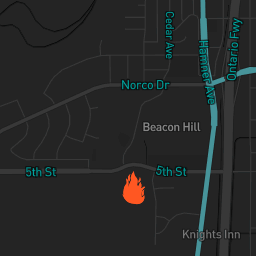 Cedar Ave
Hamner Ave
Ontario Fwy
Norco Dr
Beacon Hill
5th St
5th St
Knights Inn